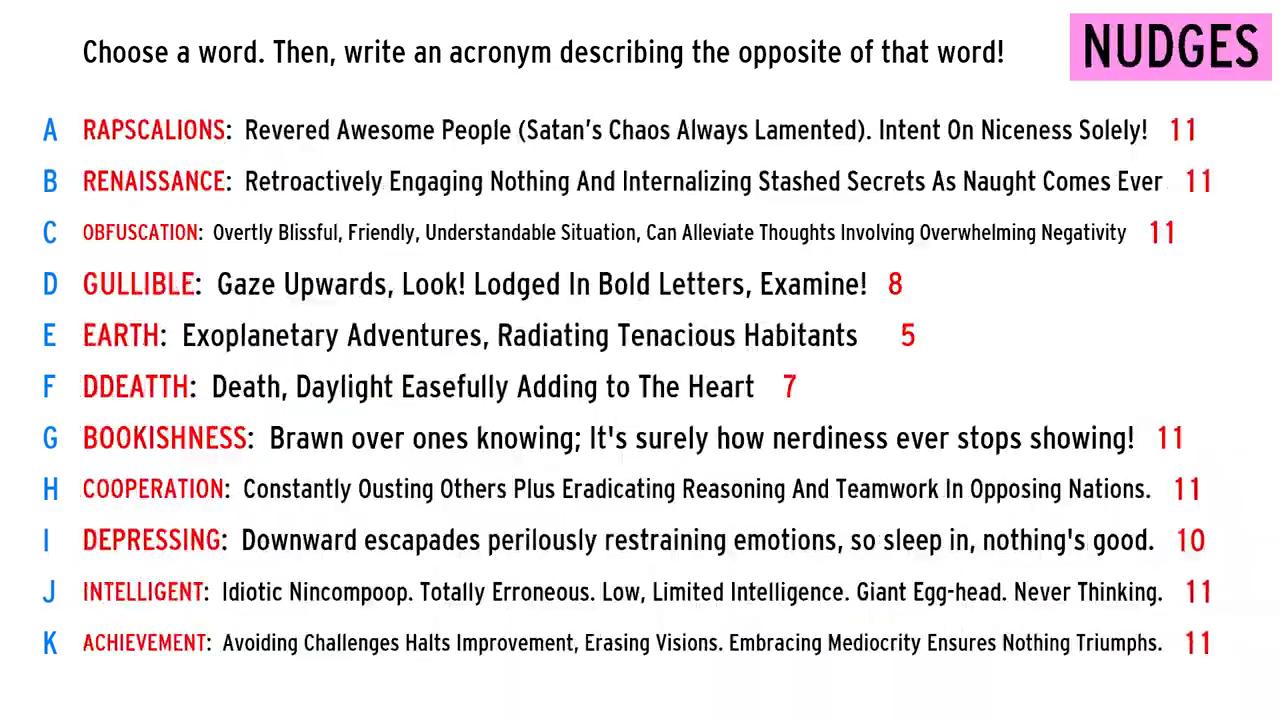 Choose a word. Then, write an acronym describing the opposite of that word!
NUDGES
A RAPSCALIONS: Revered Awesome People (Satan's Chaos Always Lamented). Intent On Niceness Solely! 11
B RENAISSANCE: Retroactively Engaging Nothing And Internalizing Stashed Secrets As Naught Comes Ever 11
C OBFUSCATION: Overtly Blissful, Friendly, Understandable Situation, Can Alleviate Thoughts Involving Overwhelming Negativity 11
D GULLIBLE: Gaze Upwards, Look! Lodged In Bold Letters, Examine! 8
E EARTH: Exoplanetary Adventures, Radiating Tenacious Habitants 5
F DDEATTH: Death, Daylight Easefully Adding to The Heart 7
G BOOKISHNESS: Brawn over ones knowing; It's surely how nerdiness ever stops showing! 11
H COOPERATION: Constantly Ousting Others Plus Eradicating Reasoning And Teamwork In Opposing Nations. 11
I DEPRESSING: Downward escapades perilously restraining emotions, so sleep in, nothing's good. 10
J INTELLIGENT: Idiotic Nincompoop. Totally Erroneous. Low, Limited Intelligence. Giant Egg-head. Never Thinking. 11
K ACHIEVEMENT: Avoiding Challenges Halts Improvement, Erasing Visions. Embracing Mediocrity Ensures Nothing Triumphs. 11